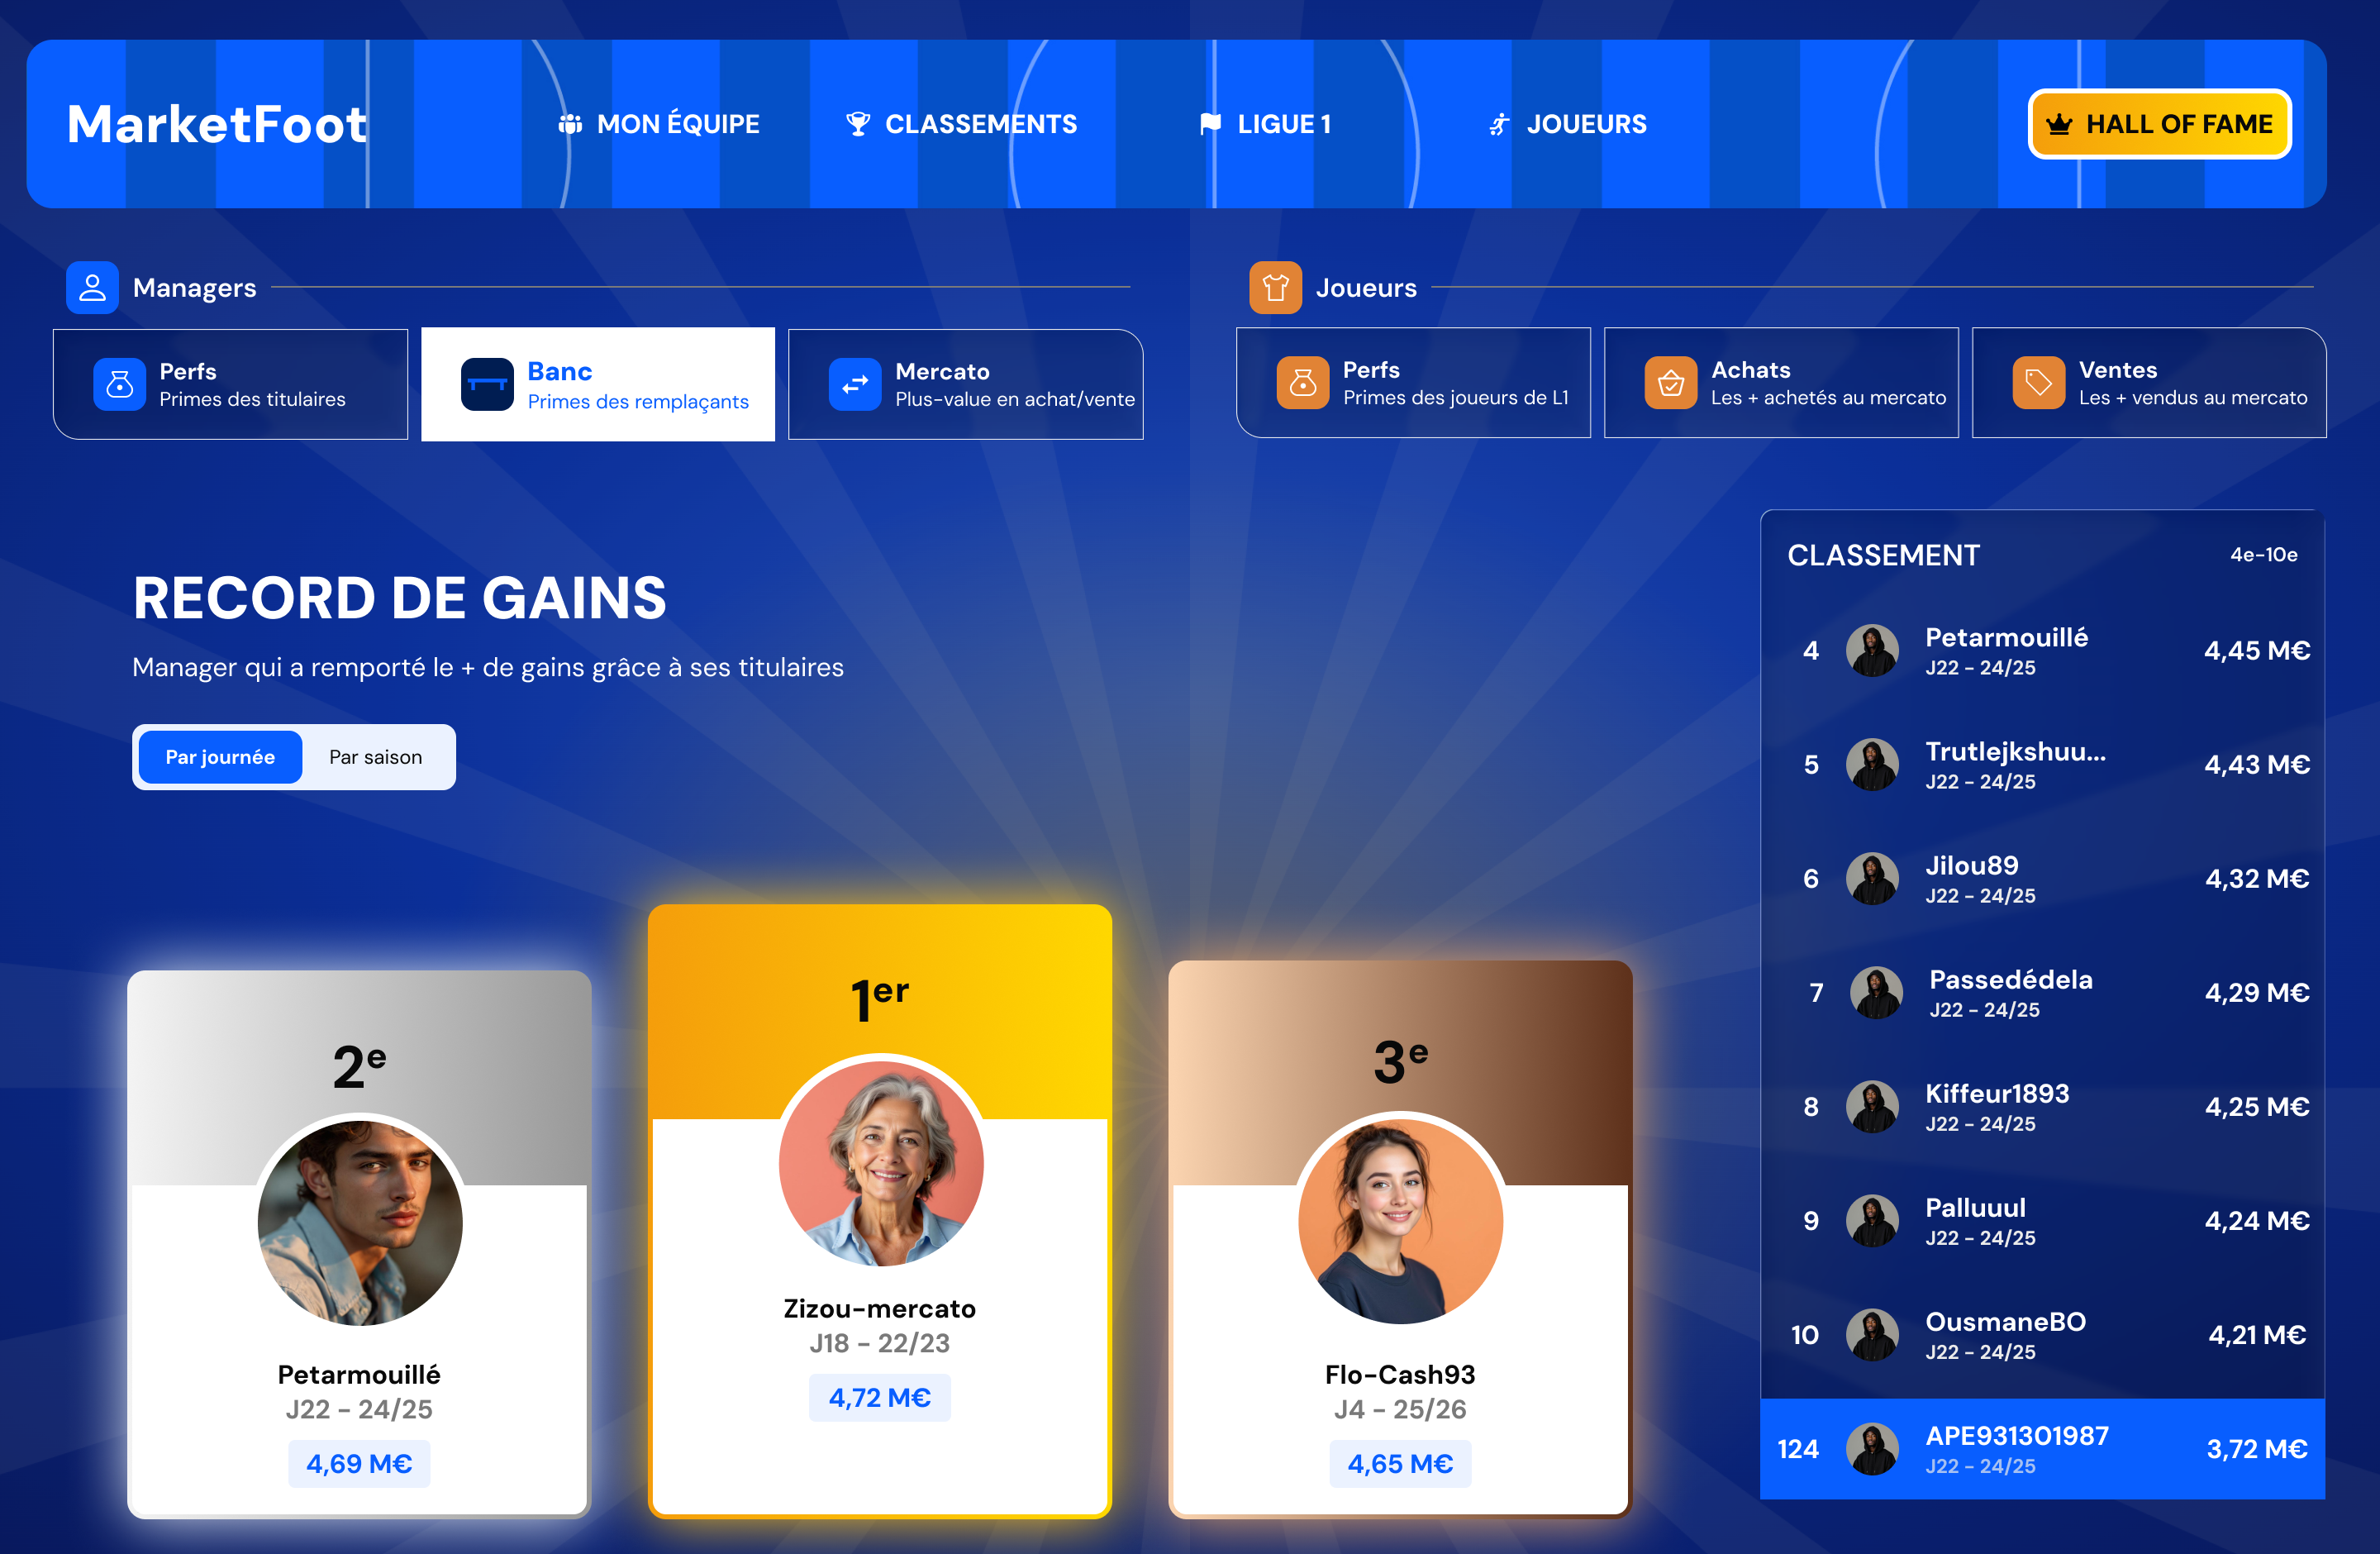 MarketFoot
MON ÉQUIPE
CLASSEMENTS
LIGUE 1
JOUEURS
HALL OF FAME
Managers
Perfs
Primes des titulaires
Banc
Primes des remplaçants
Mercato
Plus-value en achat/vente
Joueurs
Perfs
Primes des joueurs de L1
Achats
Les + achetés au mercato
Ventes
Les + vendus au mercato
RECORD DE GAINS
Manager qui a remporté le + de gains grâce à ses titulaires
Par journée
Par saison
2e
Petarmouillé
J22 - 24/25
4,69 M€
1er
Zizou-mercato
J18 - 22/23
4,72 M€
3e
Flo-Cash93
J4 - 25/26
4,65 M€
CLASSEMENT
4e-10e
4 Petarmouillé 4,45 M€
J22 - 24/25
5 Trutlejkshuu... 4,43 M€
J22 - 24/25
6 Jilou89 4,32 M€
J22 - 24/25
7 Passedédela 4,29 M€
J22 - 24/25
8 Kiffeur1893 4,25 M€
J22 - 24/25
9 Palluuul 4,24 M€
J22 - 24/25
10 OusmaneBO 4,21 M€
J22 - 24/25
124 APE931301987 3,72 M€
J22 - 24/25